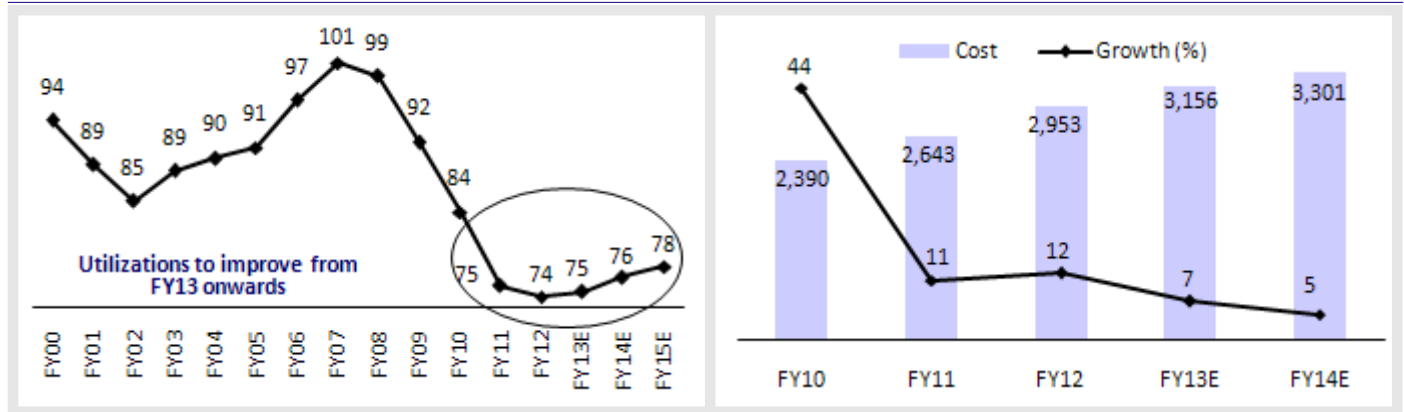 101 99
97
94
92
91
90
89
89
85
84
78
76
75 74 75
Utilizations to improve from
FY13 onwards
FY00
FY01
FY02
FY03
FY04
FY05
FY06
FY07
FY08
FY09
FY10
FY11
FY12
FY13E
FY14E
FY15E
Cost Growth (%)
44
3,301
3,156
2,953
2,643
2,390
11 12 7 5
FY10 FY11 FY12 FY13E FY14E